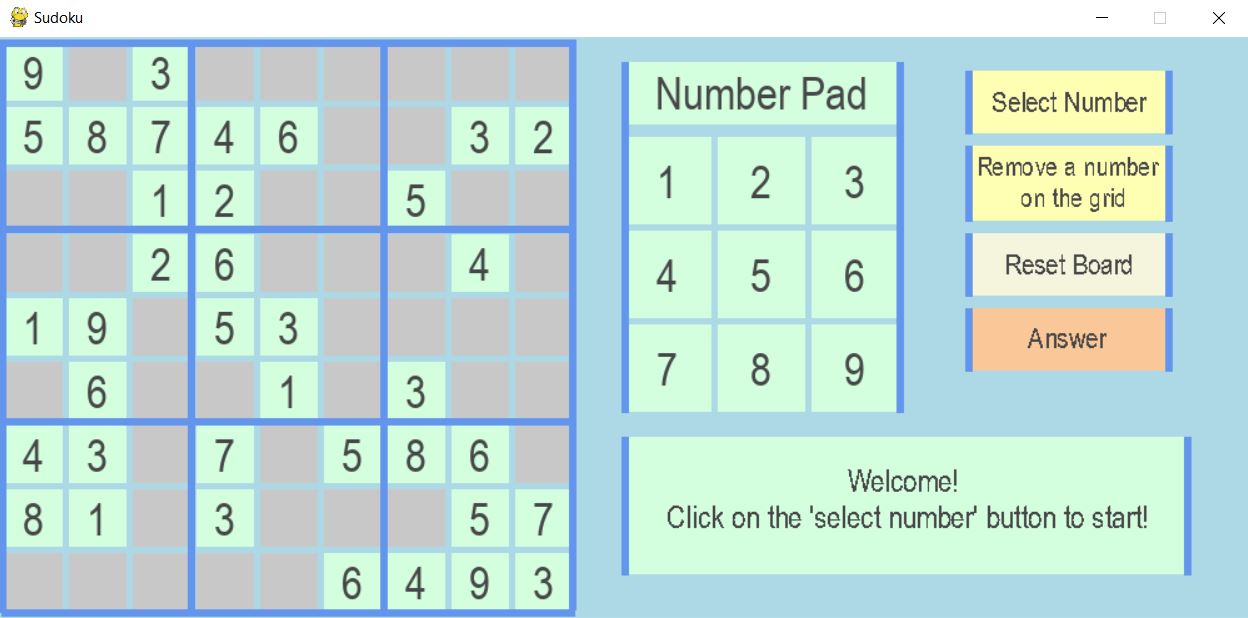 Sudoku
9 3
5 8 7 4 6 3 2
1 2 5
2 6 4
1 9 5 3
6 1 3
4 3 7 5 8 6
8 1 3 5 7
6 4 9 3
Number Pad
1 2 3
4 5 6
7 8 9
Select Number
Remove a number
on the grid
Reset Board
Answer
Welcome!
Click on the 'select number' button to start!